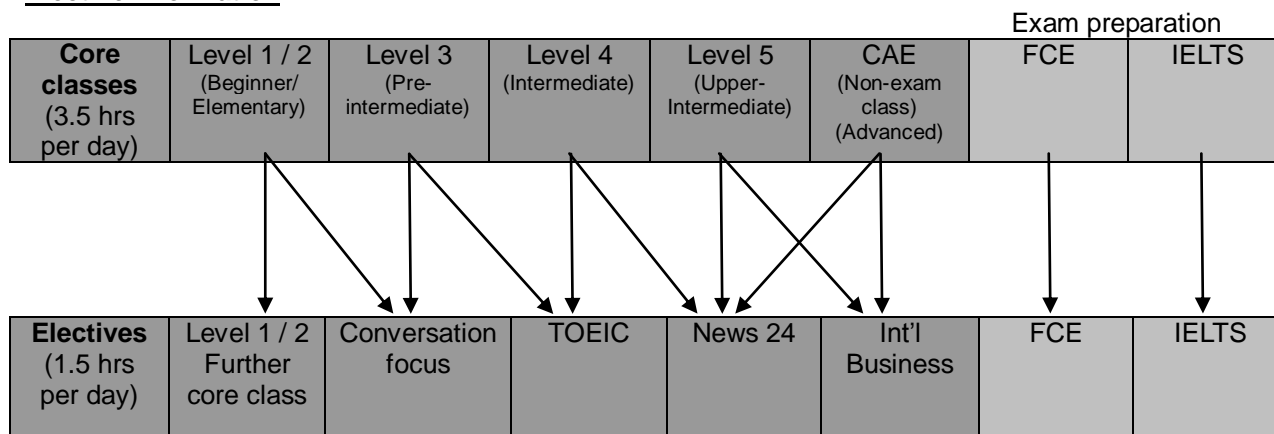 Exam preparation
Core
classes
(3.5 hrs
per day)
Level 1 / 2
(Beginner/
Elementary)
Level 3
(Pre-
intermediate)
Level 4
(Intermediate)
Level 5
(Upper-
Intermediate)
CAE
(Non-exam
class)
(Advanced)
FCE
IELTS
Electives
(1.5 hrs
per day)
Level 1 / 2
Further
core class
Conversation
focus
TOEIC
News 24
Int'l
Business
FCE
IELTS